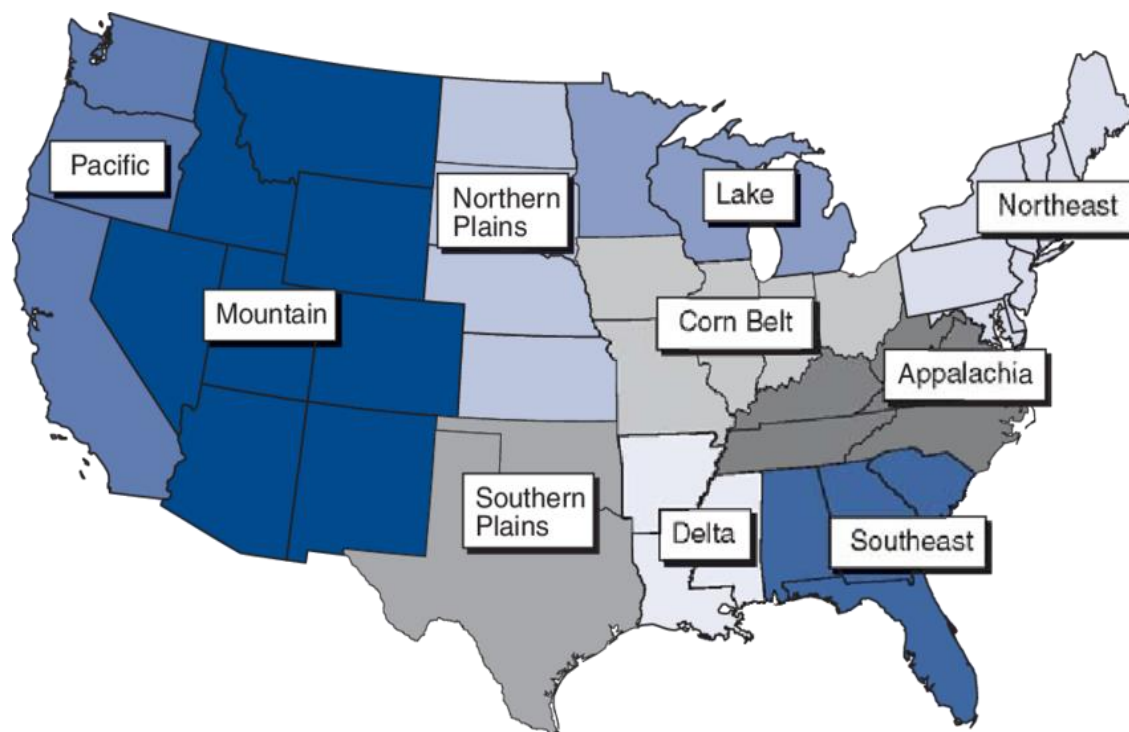 Pacific
Northern
Plains
Lake
Northeast
Mountain
Corn Belt
Appalachia
Southern
Plains
Delta
Southeast